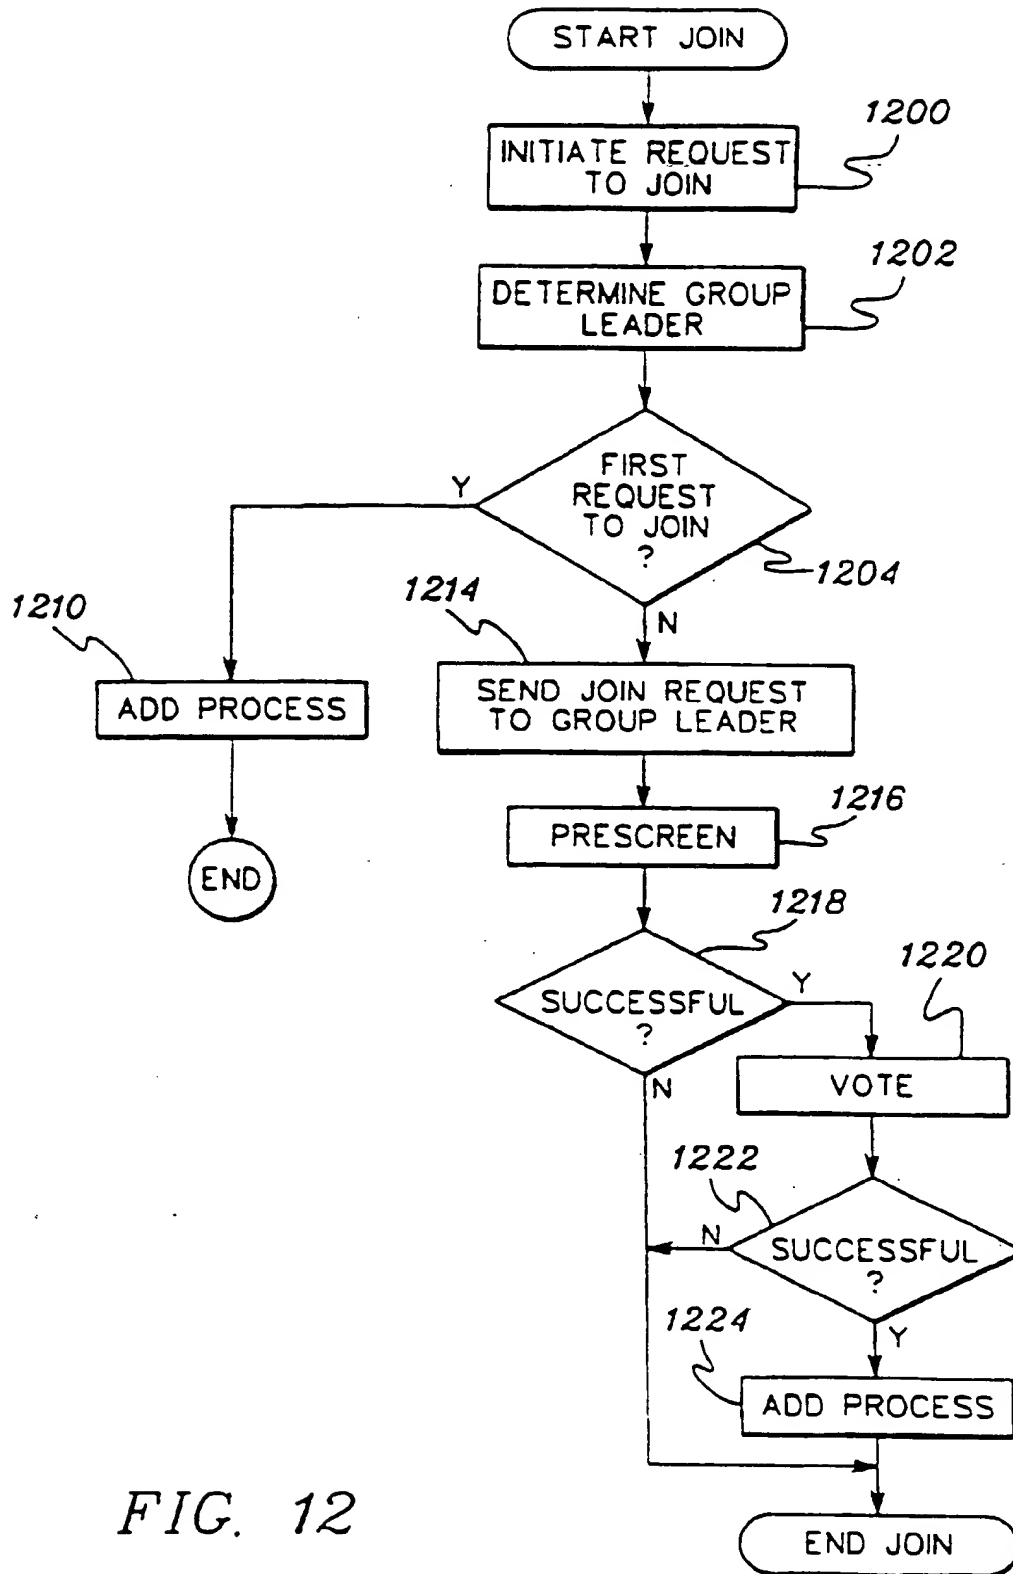 START JOIN
1200
INITIATE REQUEST
TO JOIN
1202
DETERMINE GROUP
LEADER
FIRST
REQUEST
TO JOIN
?
Y
1204
N
1210
ADD PROCESS
END
1214
SEND JOIN REQUEST
TO GROUP LEADER
1216
PRESCREEN
1218
SUCCESSFUL
?
Y
N
1220
VOTE
1222
SUCCESSFUL
?
N
Y
1224
ADD PROCESS
END JOIN
FIG. 12